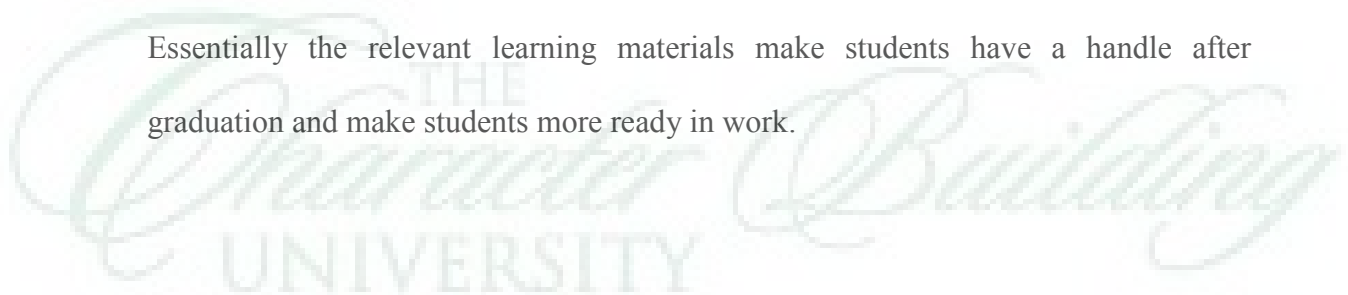 Essentially the relevant learning materials make students have a handle after
graduation and make students more ready in work.
THE
Character Building
UNIVERSITY